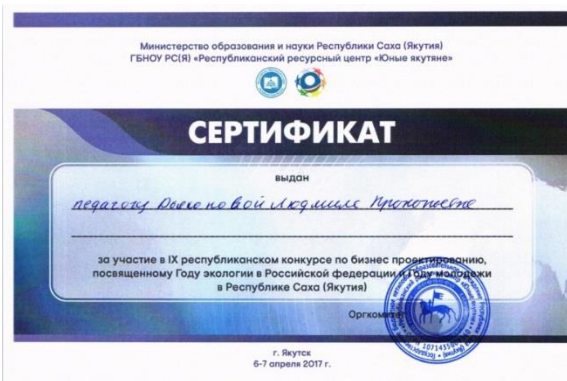 Министерство образования и науки Республики Саха (Якутия)
ГБНОУ РС(Я) «Республиканский ресурсный центр «Юные якутяне»
СЕРТИФИКАТ
выдан
педагогу Людмиле Прокопьевне
за участие в IX республиканском конкурсе по бизнес проектированию,
посвященному Году экологии в Российской федерации и Году молодежи
в Республике Саха (Якутия)
Оргкомитет
г. Якутск
6-7 апреля 2017 г.